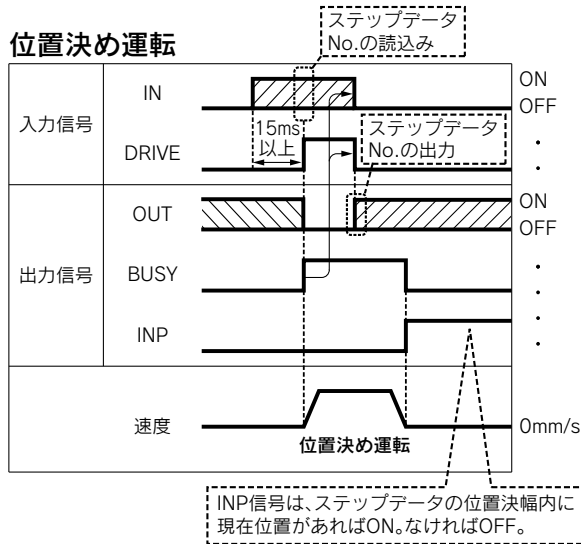 位置決め運転
ステップデータ
No.の読込み
入力信号
IN
ON
OFF
15ms
以上
DRIVE
ステップデータ
No.の出力
・
・
出力信号
OUT
ON
OFF
BUSY
・
・
INP
・
・
速度
位置決め運転
0mm/s
INP信号は、ステップデータの位置決幅内に
現在位置があればON。なければOFF。